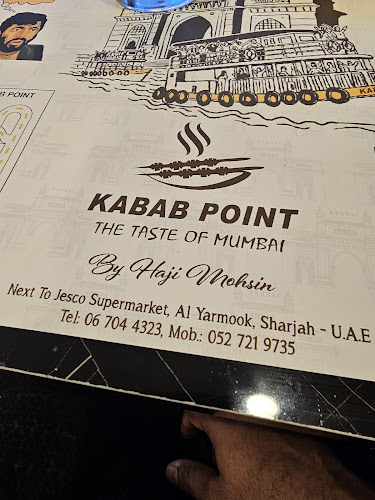 B POINT
KABAB POINT
THE TASTE OF MUMBAI
By Haji Mohsin
Next To Jesco Supermarket, Al Yarmook, Sharjah - U.A.E
Tel: 06 704 4323, Mob.: 052 721 9735